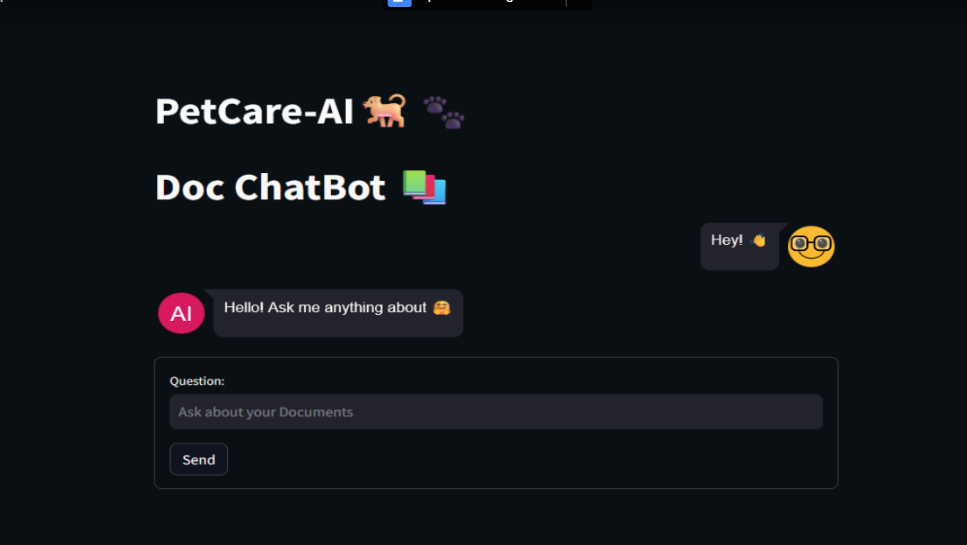 PetCare-AI 🐕 🐾
Doc ChatBot 📚
Hey! 👋
AI
Hello! Ask me anything about 🤗
Question:
Ask about your Documents
Send